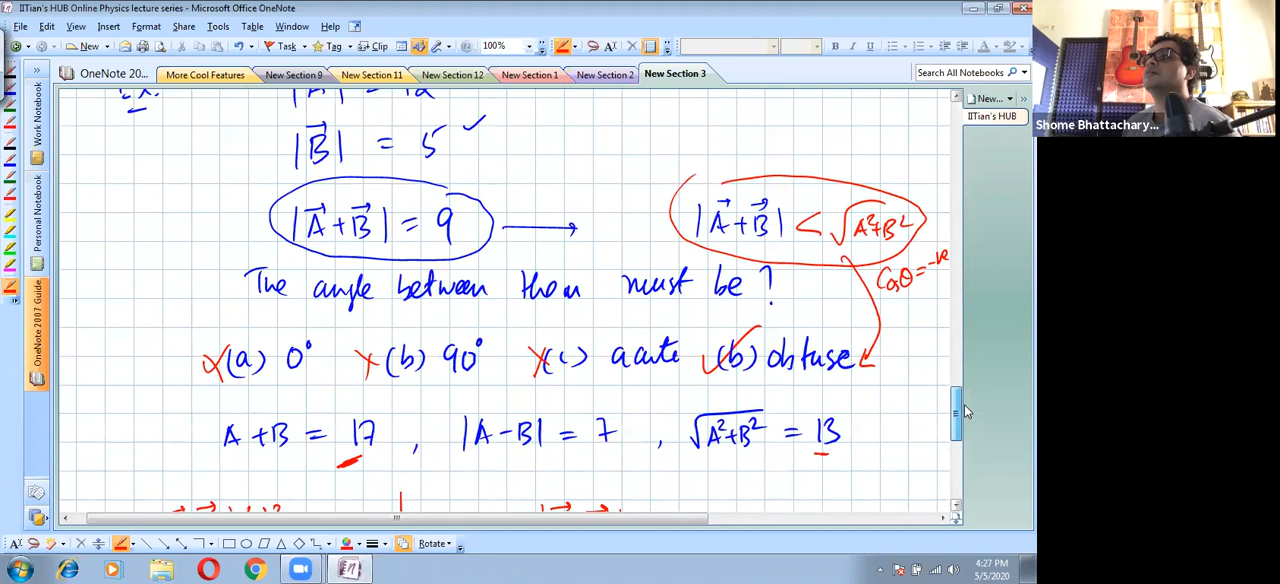 IITian's HUB Online Physics lecture series - Microsoft Office OneNote
File Edit View Insert Format Share Tools Table Window Help
New Task Tag Clip 100% B I U
OneNote 20... More Cool Features New Section 9 New Section 11 New Section 12 New Section 1 New Section 2 New Section 3 Search All Notebooks
New...
IITian's HUB
Shome Bhattachary...
Work Notebook
Personal Notebook
OneNote 2007 Guide
Ex.
|A⃗| = 12
|B⃗| = 5 ✓
|A⃗+B⃗| = 9 → |A⃗+B⃗| < √A²+B²
Cosθ = -ve
The angle between them must be ?
(a) 0° (b) 90° (c) acute (b) obtuse
A + B = 17 , |A-B| = 7 , √A²+B² = 13
Rotate
4:27 PM
5/5/2020